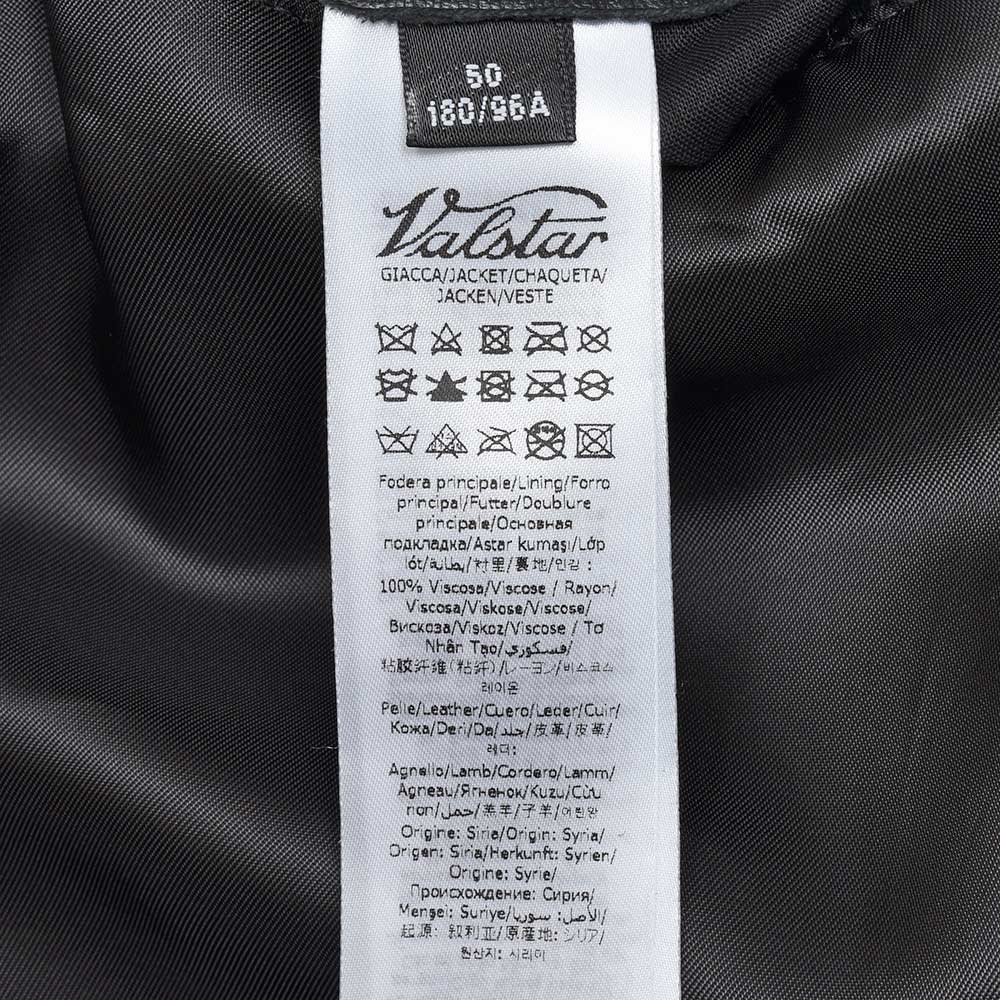 50
180/96A
Valstar
GIACCA/JACKET/CHAQUETA/
JACKEN/VESTE
Fodera principale/Lining/Forro
principal/Futter/Doublure
principale/Основная
подкладка/Astar kumaşı/Lớp
lót/بطانة/衬里/裏地/안감 :
100% Viscosa/Viscose / Rayon/
Viscosa/Viskose/Viscose/
Вискоза/Viskoz/Viscose / Tơ
Nhân Tạo/فسكوري/
粘胶纤维(粘纤)/レーヨン/비스코스
레이온
Pelle/Leather/Cuero/Leder/Cuir/
Кожа/Deri/Da/جلد/皮革/皮革/
레더:
Agnello/Lamb/Cordero/Lamm/
Agneau/Ягненок/Kuzu/Cừu
non/حمل/羔羊/子羊/어린양
Origine: Siria/Origin: Syria/
Origen: Siria/Herkunft: Syrien/
Origine: Syrie/
Происхождение: Сирия/
Menşei: Suriye/الأصل: سوريا/
起源: 叙利亚/原産地: シリア/
원산지: 시리아